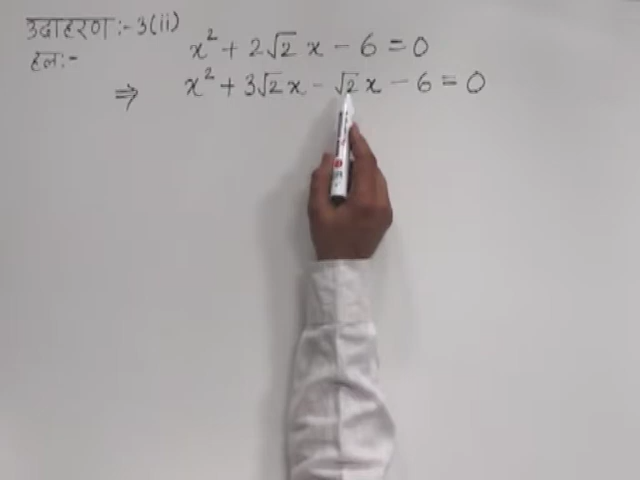 उदाहरण :- 3(ii)
हल:- x² + 2√2 x - 6 = 0
⇒ x² + 3√2 x - √2 x - 6 = 0